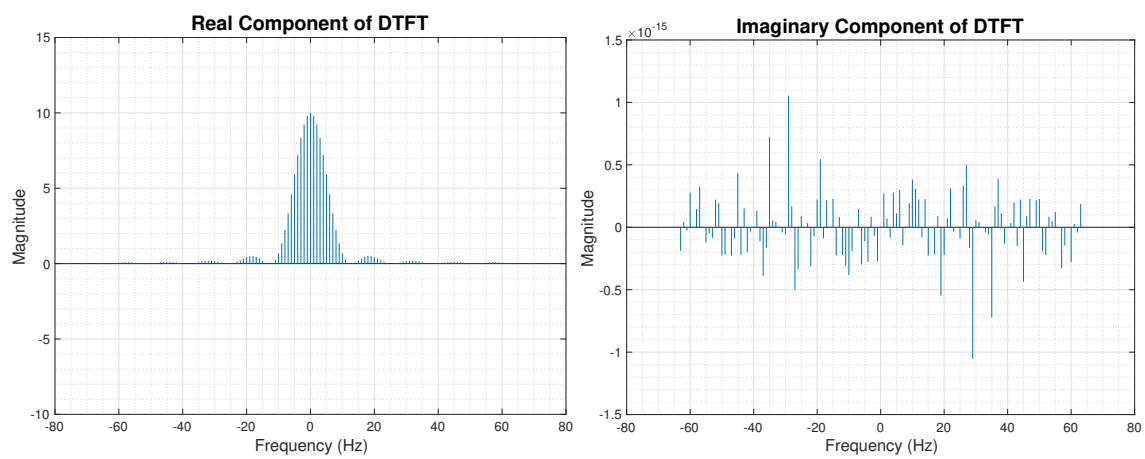 Real Component of DTFT
15
10
5
0
-5
-10
-80 -60 -40 -20 0 20 40 60 80
Magnitude
Frequency (Hz)
Imaginary Component of DTFT
×10⁻¹⁵
1.5
1
0.5
0
-0.5
-1
-1.5
-80 -60 -40 -20 0 20 40 60 80
Magnitude
Frequency (Hz)